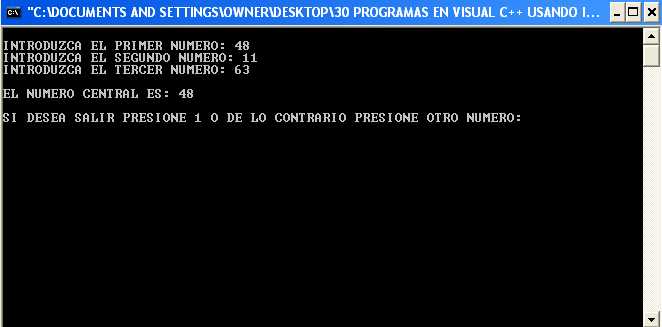 "C:\DOCUMENTS AND SETTINGS\OWNER\DESKTOP\30 PROGRAMAS EN VISUAL C++ USANDO I...
INTRODUZCA EL PRIMER NUMERO: 48
INTRODUZCA EL SEGUNDO NUMERO: 11
INTRODUZCA EL TERCER NUMERO: 63
EL NUMERO CENTRAL ES: 48
SI DESEA SALIR PRESIONE 1 O DE LO CONTRARIO PRESIONE OTRO NUMERO: